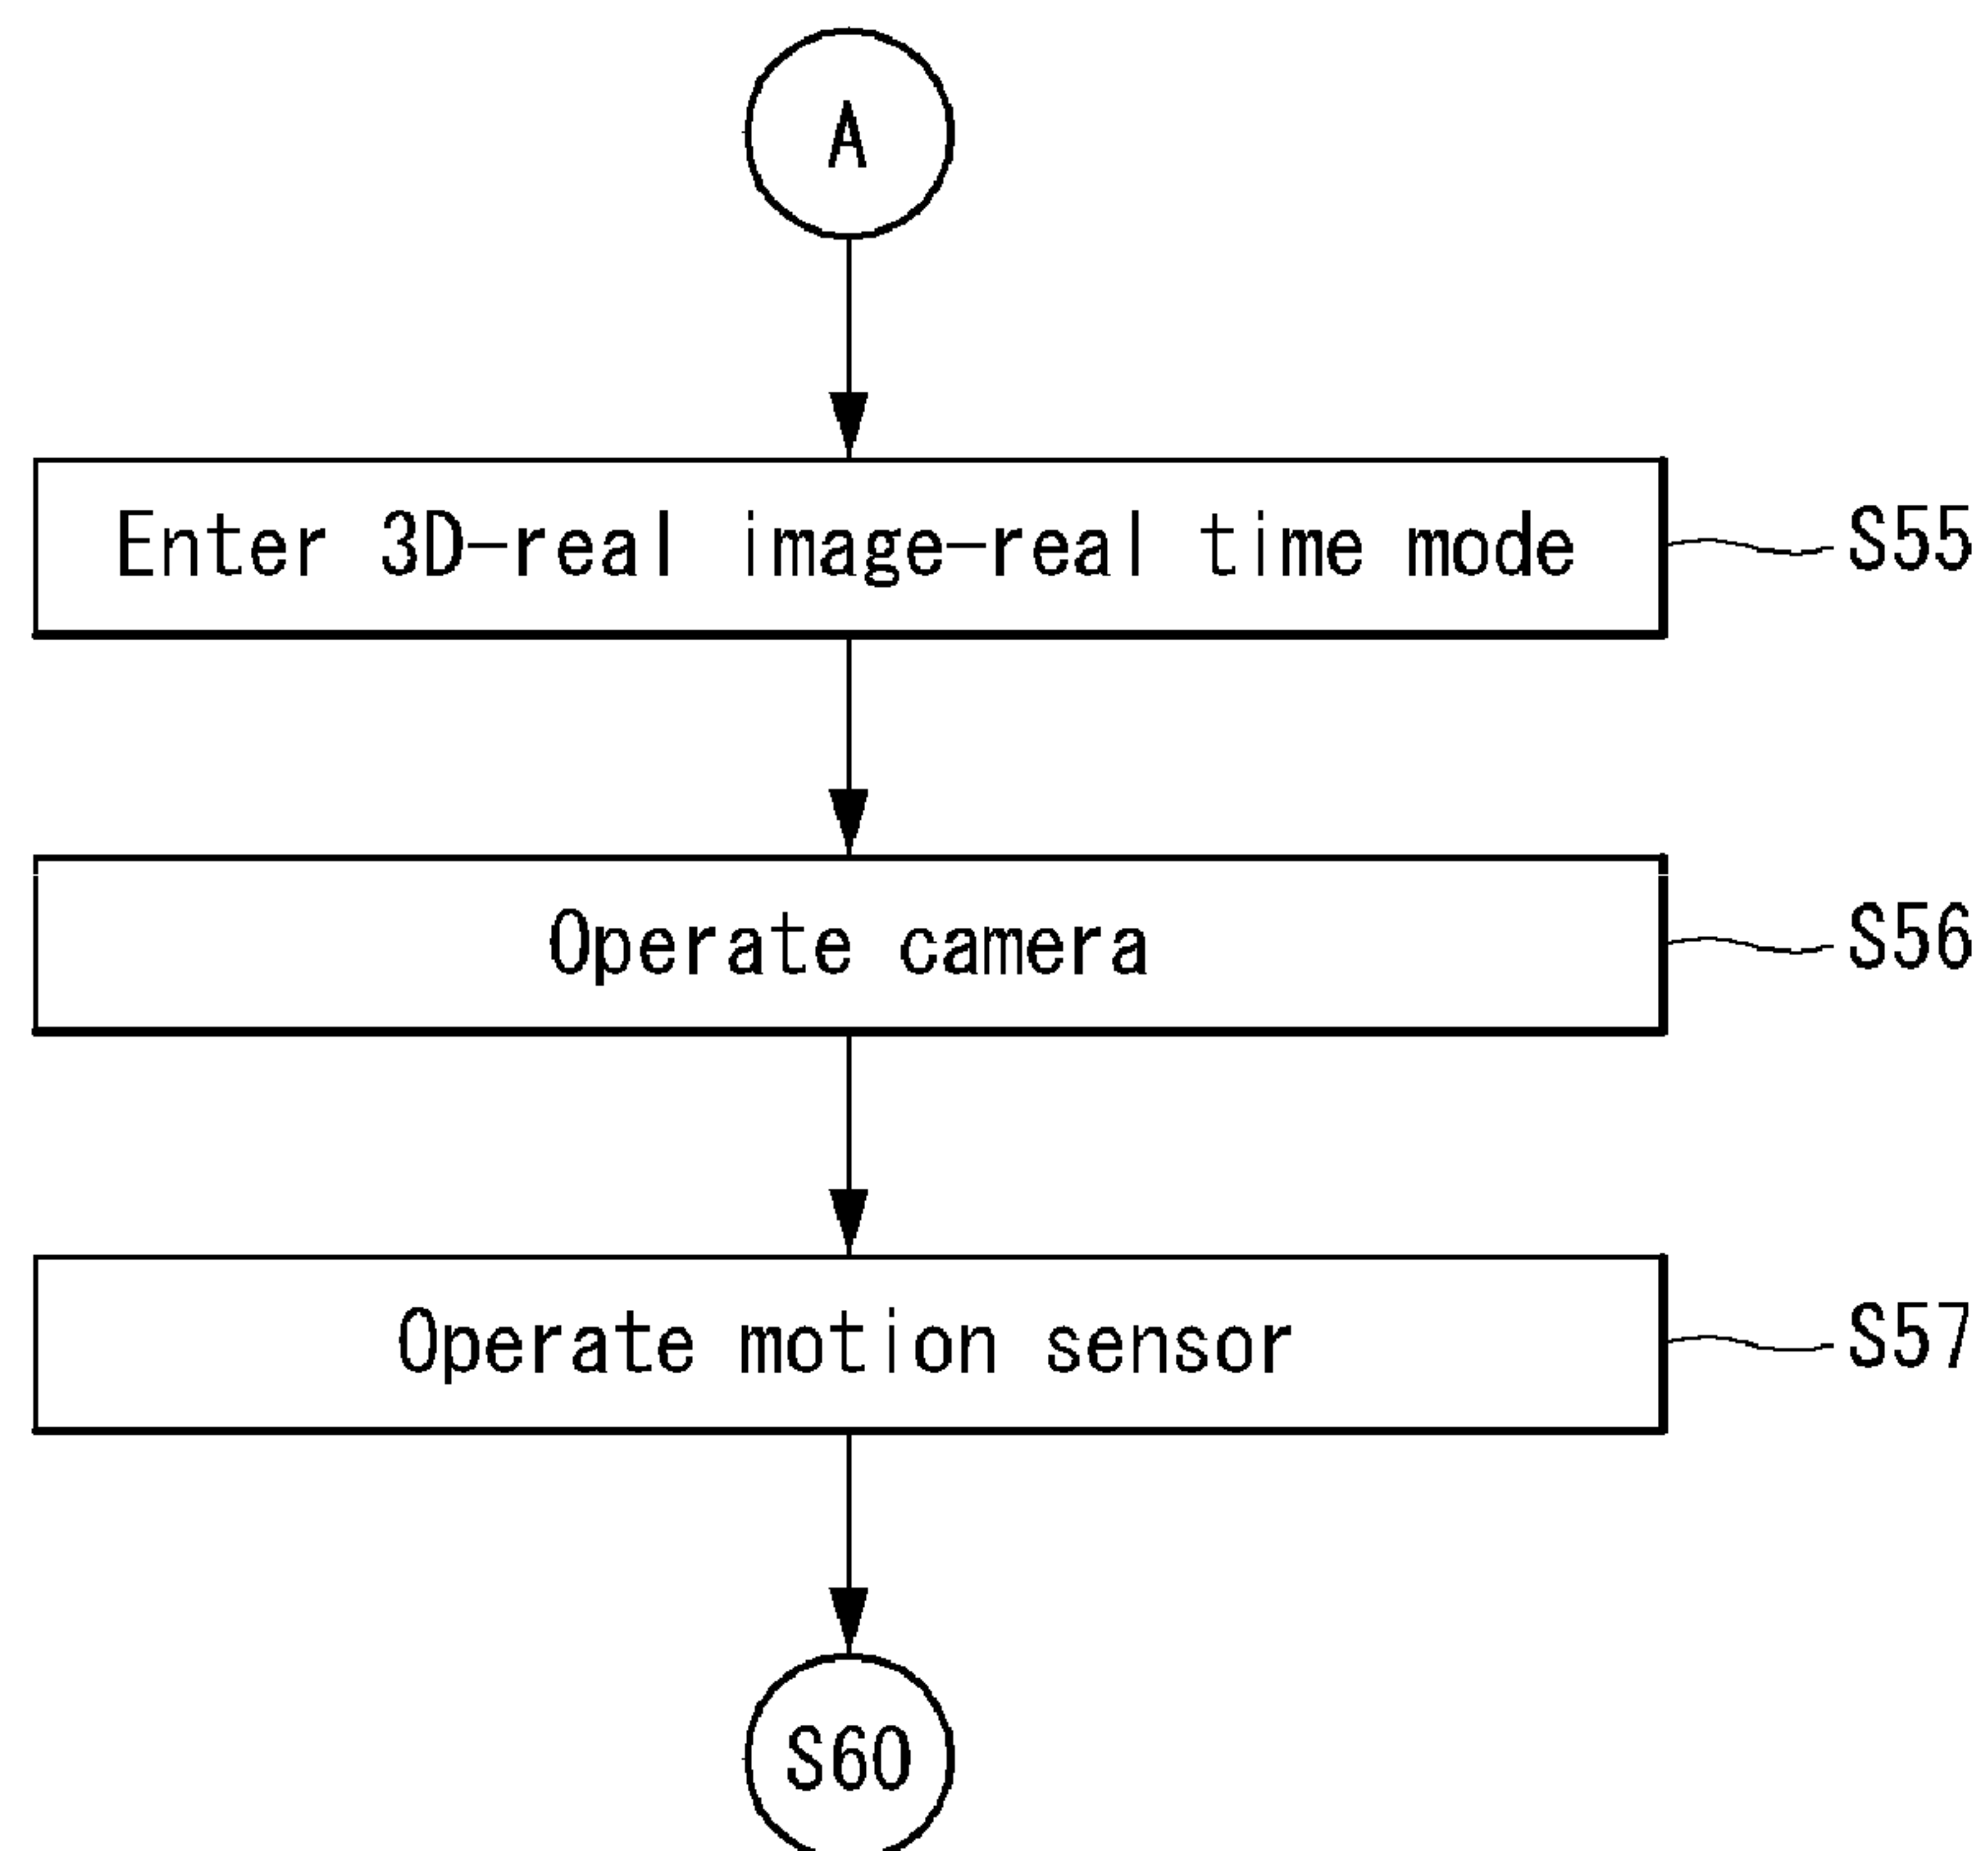 A
Enter 3D-real image-real time mode
S55
Operate camera
S56
Operate motion sensor
S57
S60